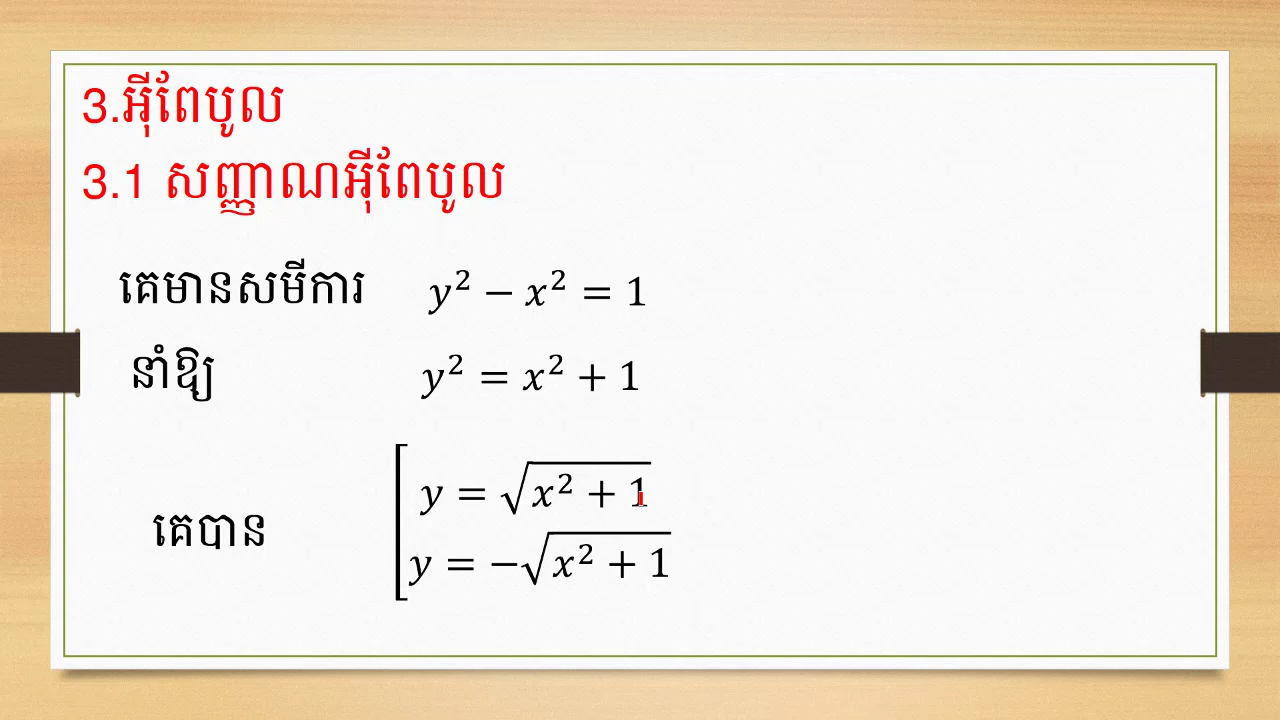 3.អ៊ីពែបូល
3.1 សញ្ញាណអ៊ីពែបូល
គេមានសមីការ y² − x² = 1
នាំឱ្យ y² = x² + 1
គេបាន [ y = √(x² + 1)
y = −√(x² + 1)